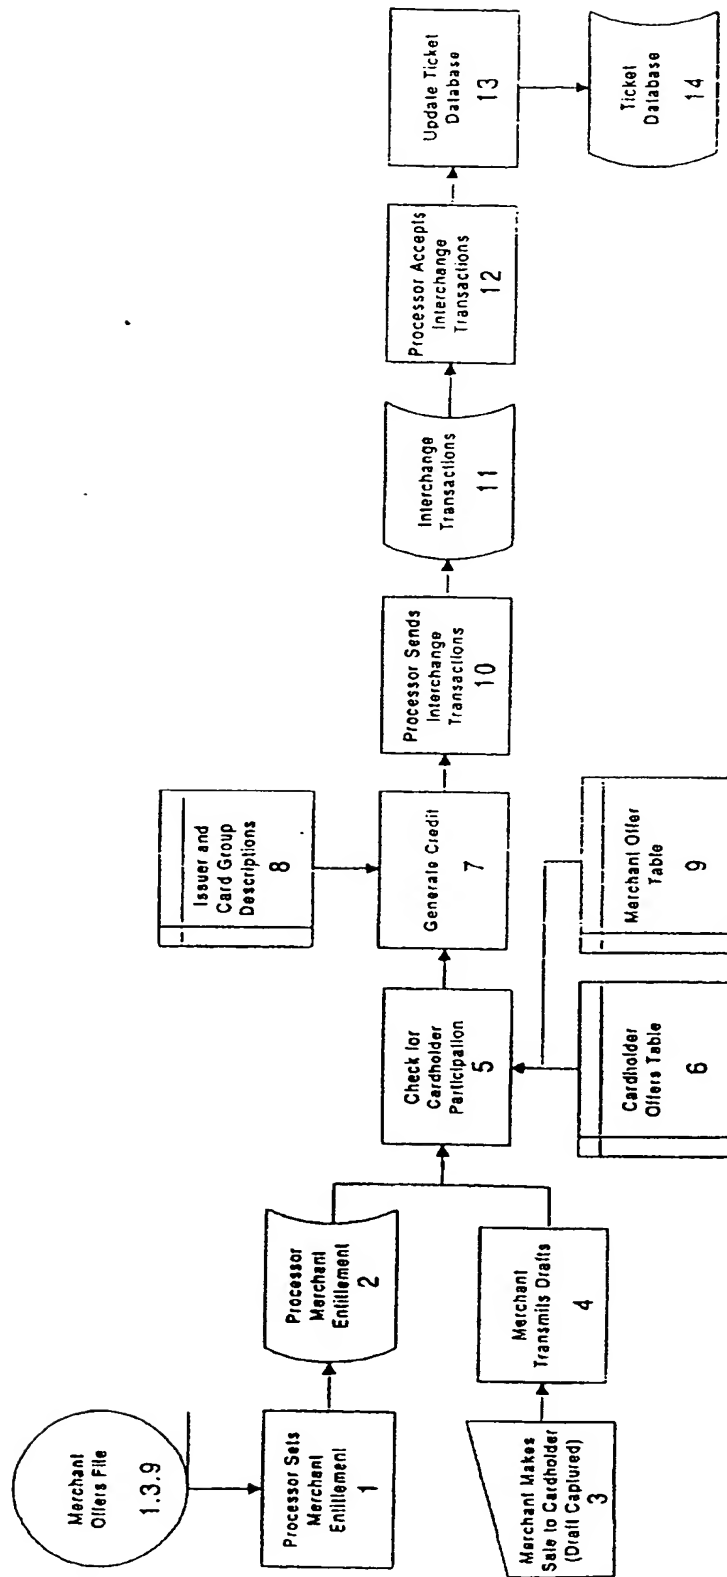 Merchant
Offers File
1.3.9
Processor Sets
Merchant
Entitlement
1
Processor
Merchant
Entitlement
2
Merchant Makes
Sale to Cardholder
(Draft Captured)
3
Merchant
Transmits Drafts
4
Check for
Cardholder
Participation
5
Cardholder
Offers Table
6
Generate Credit
7
Issuer and
Card Group
Descriptions
8
Merchant Offer
Table
9
Processor Sends
Interchange
Transactions
10
Interchange
Transactions
11
Processor Accepts
Interchange
Transactions
12
Update Ticket
Database
13
Ticket
Database
14